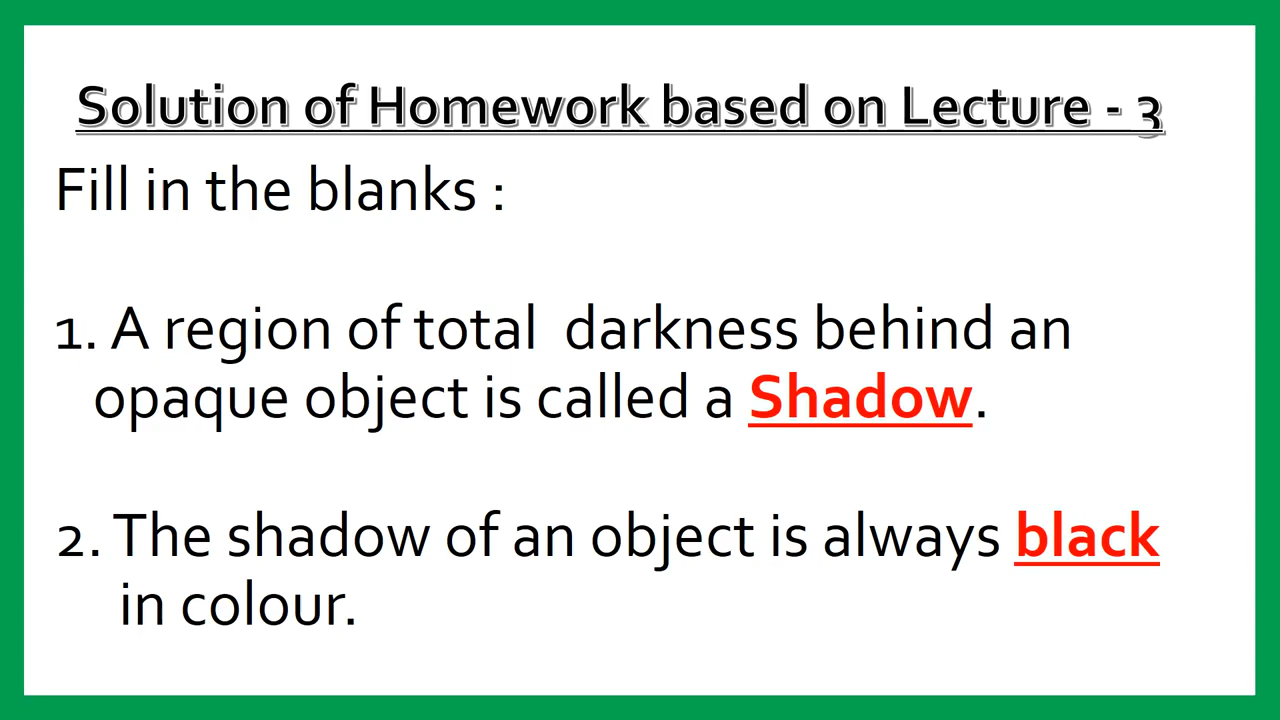 Solution of Homework based on Lecture - 3
Fill in the blanks :
1. A region of total darkness behind an
opaque object is called a Shadow.
2. The shadow of an object is always black
in colour.